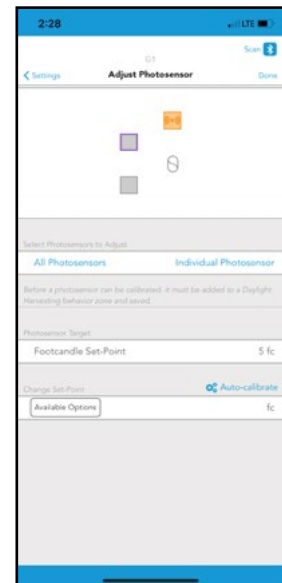 2:28
LTE
Scan
G1
Settings
Adjust Photosensor
Done
Select Photosensors to Adjust
All Photosensors
Individual Photosensor
Before a photosensor can be calibrated, it must be added to a Daylight
Harvesting behavior zone and saved.
Photosensor Target
Footcandle Set-Point
5 fc
Change Set-Point
Auto-calibrate
Available Options
fc